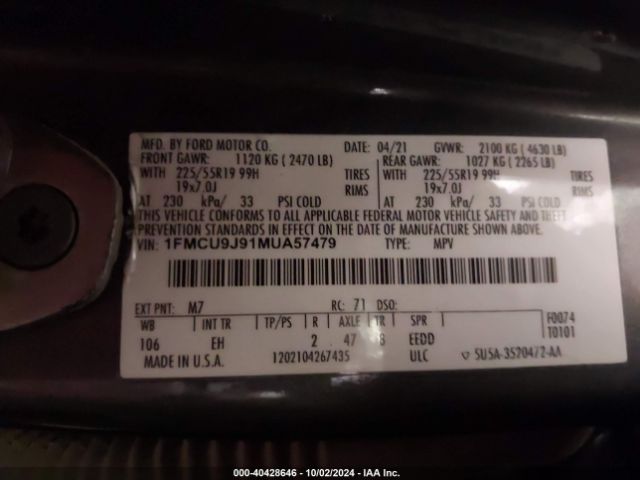 MFD. BY FORD MOTOR CO. 04/21 GVWR: 2100 KG ( 4630 LB)
FRONT GAWR: 1120 KG ( 2470 LB) REAR GAWR: 1027 KG ( 2265 LB)
WITH 225/55R19 99H TIRES WITH 225/55R19 99H TIRES
19x7.0J RIMS 19x7.0J RIMS
AT 230 kPa/ 33 PSI COLD AT 230 kPa/ 33 PSI COLD
THIS VEHICLE CONFORMS TO ALL APPLICABLE FEDERAL MOTOR VEHICLE SAFETY AND THEFT
PREVENTION STANDARDS IN EFFECT ON THE DATE OF MANUFACTURE SHOWN ABOVE.
VIN: 1FMCU9J91MUA57479 TYPE: MPV
EXT PNT: M7 RC: 71 DSO: F0074
WB INT TR TP/PS R AXLE TR SPR T0101
106 EH 2 47 8 EEDD
MADE IN U.S.A. 1202104267435 ULC SU5A-3520472-AA
000-40428646 - 10/02/2024 - IAA Inc.